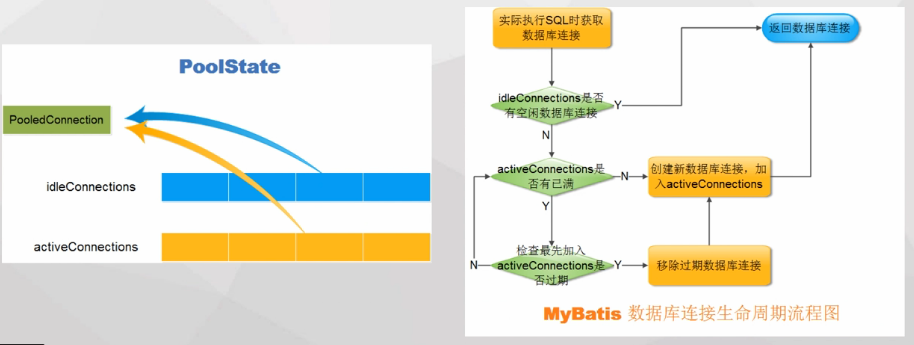 PoolState
PooledConnection
idleConnections
activeConnections
实际执行SQL时获取
数据库连接
返回数据库连接
idleConnections是否
有空闲数据库连接
Y
N
activeConnections是
否有已满
N
创建新数据库连接，加
入activeConnections
Y
检查最先加入
activeConnections是
否过期
N
Y
移除过期数据库连接
MyBatis 数据库连接生命周期流程图